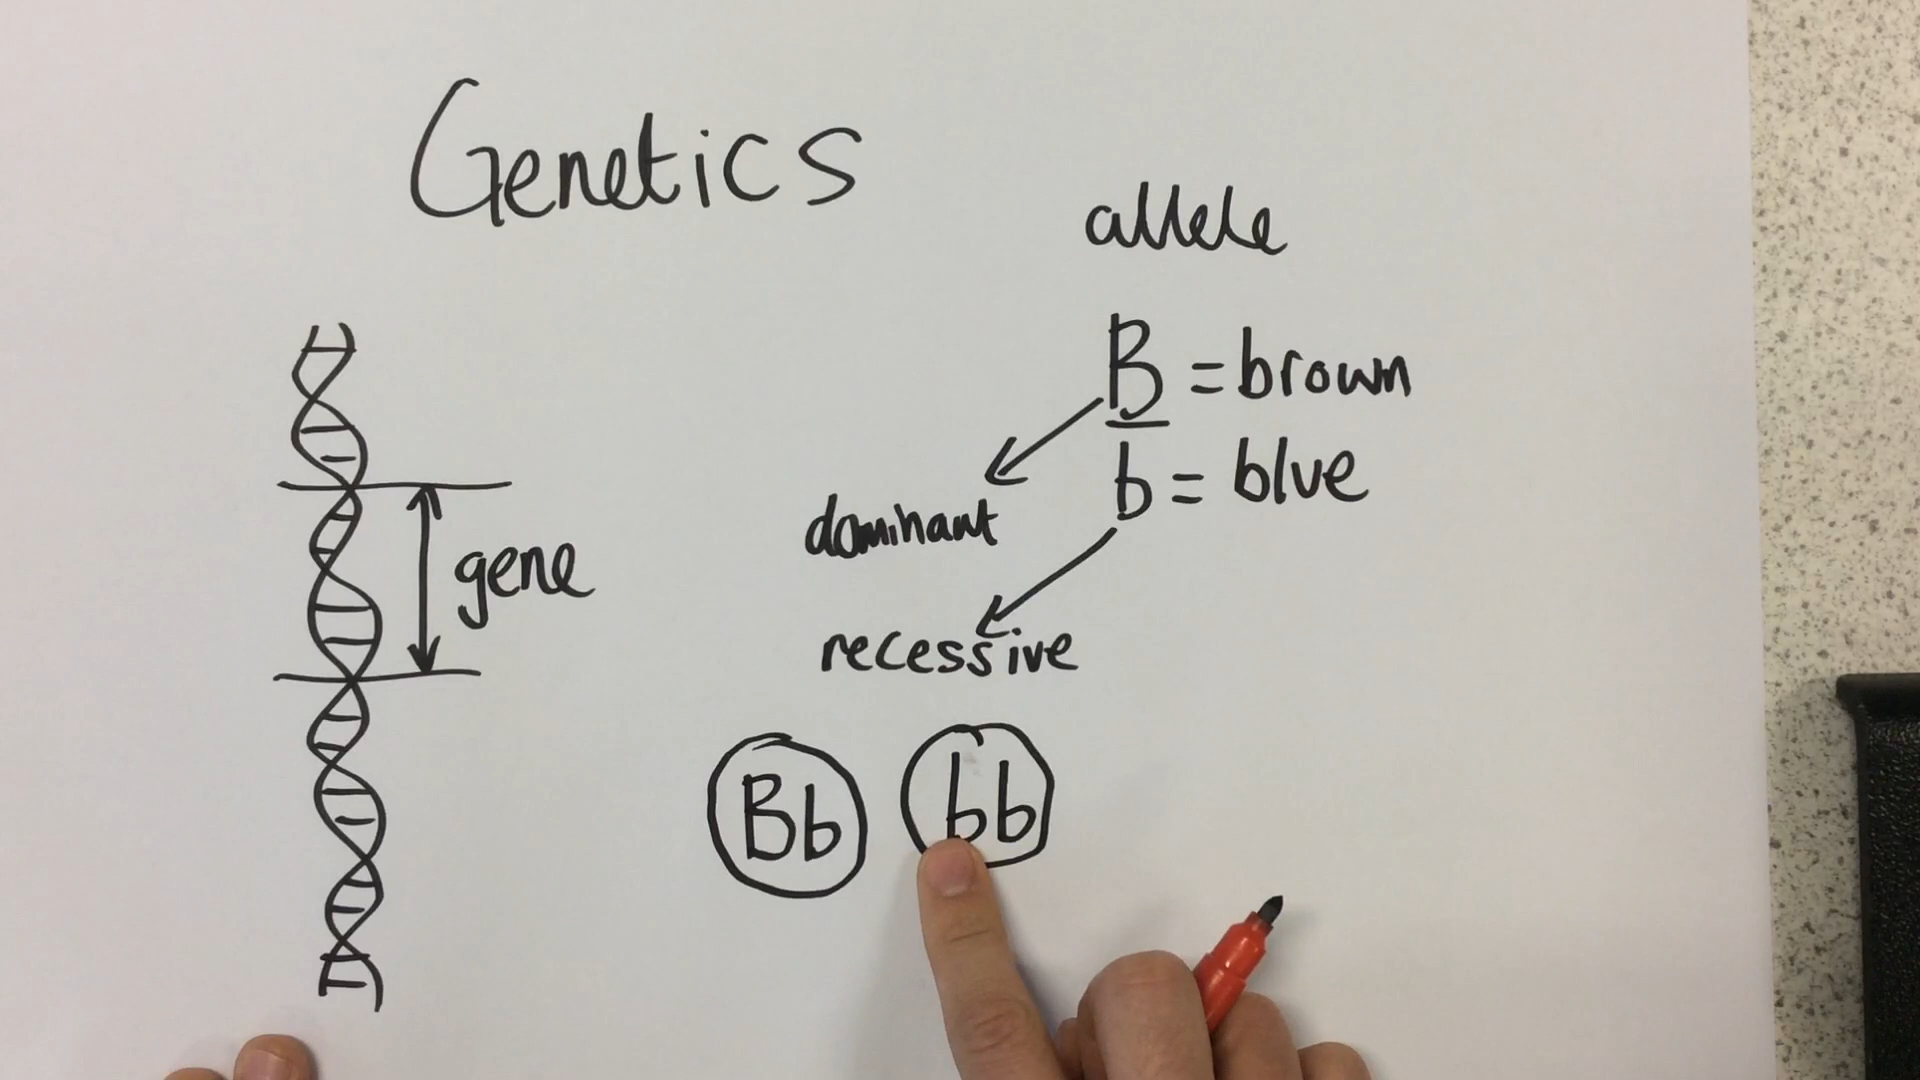 Genetics
allele
B = brown
b = blue
dominant
gene
recessive
Bb
bb